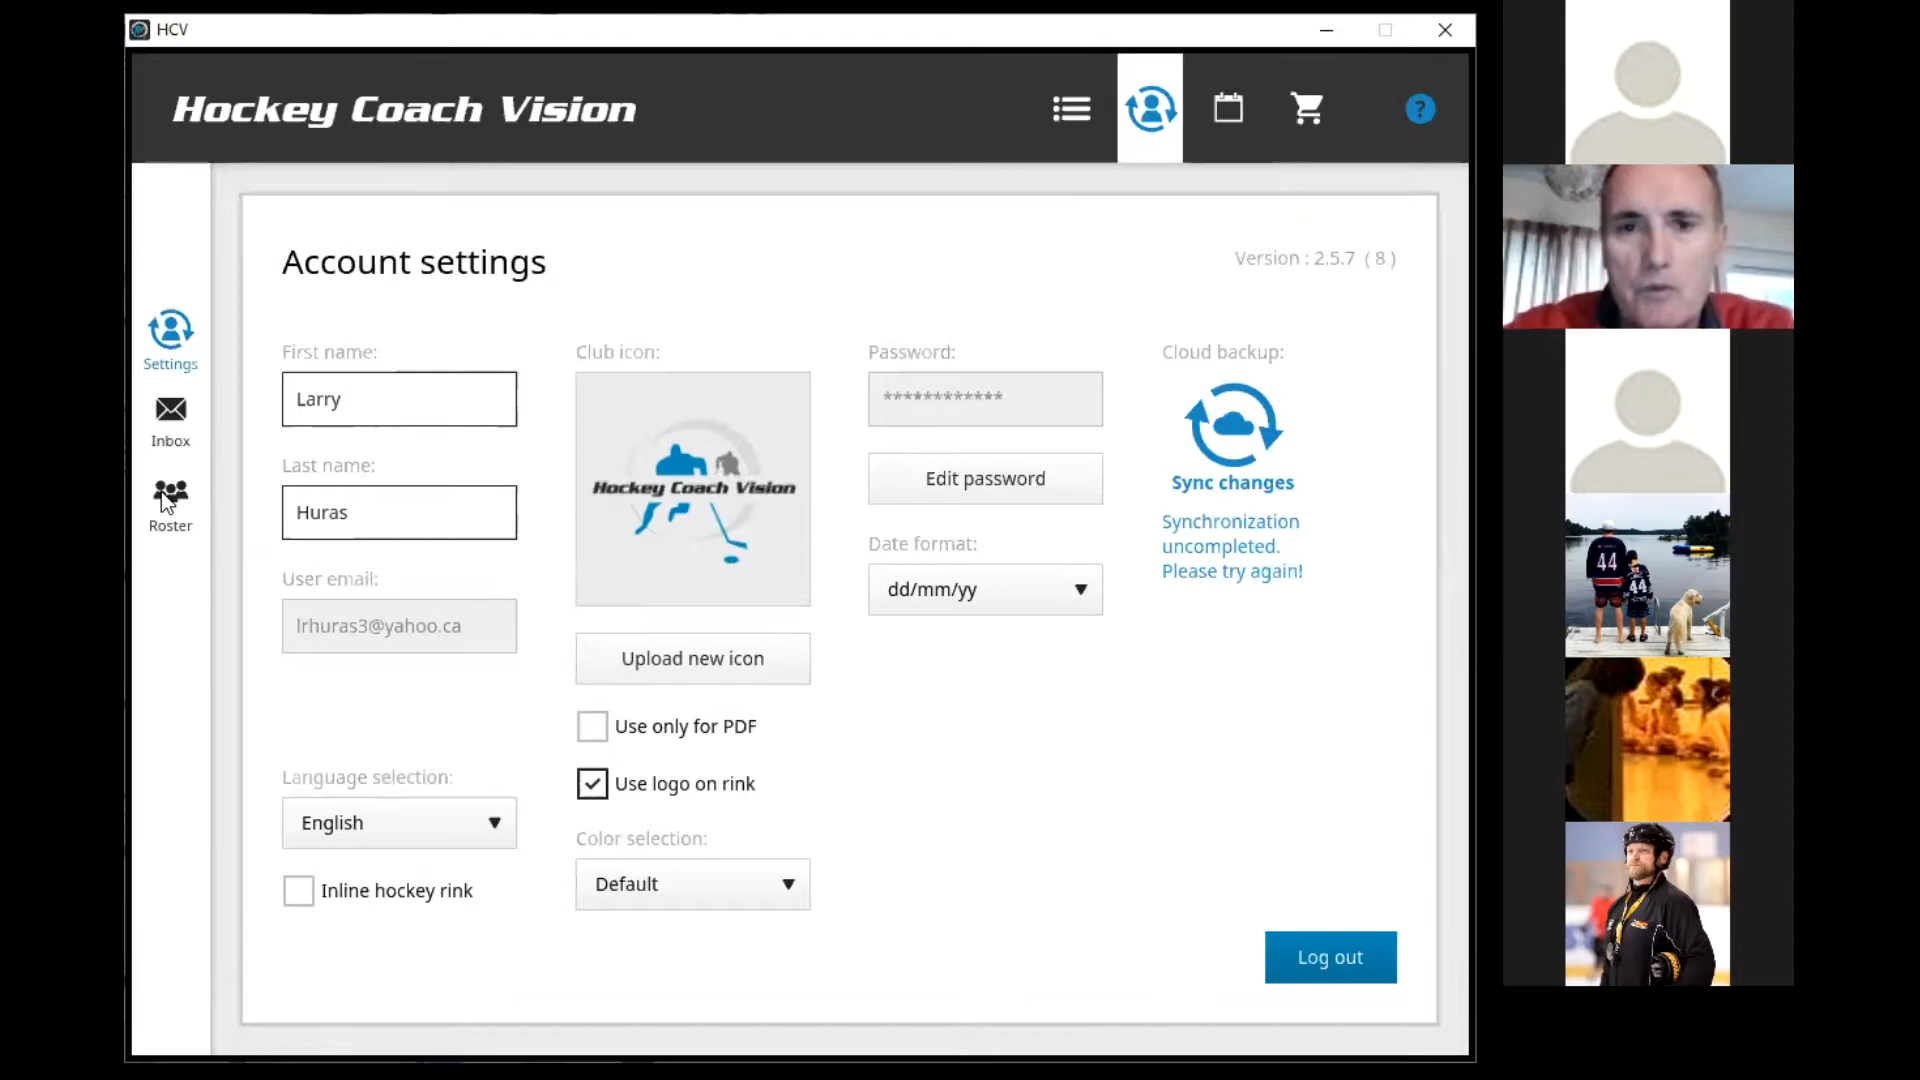 HCV
Hockey Coach Vision
?
Account settings
Version : 2.5.7 ( 8 )
Settings
Inbox
Roster
First name:
Larry
Last name:
Huras
User email:
lrhuras3@yahoo.ca
Language selection:
English
Inline hockey rink
Club icon:
Hockey Coach Vision
Upload new icon
Use only for PDF
Use logo on rink
Color selection:
Default
Password:
************
Edit password
Date format:
dd/mm/yy
Cloud backup:
Sync changes
Synchronization
uncompleted.
Please try again!
Log out
44
44